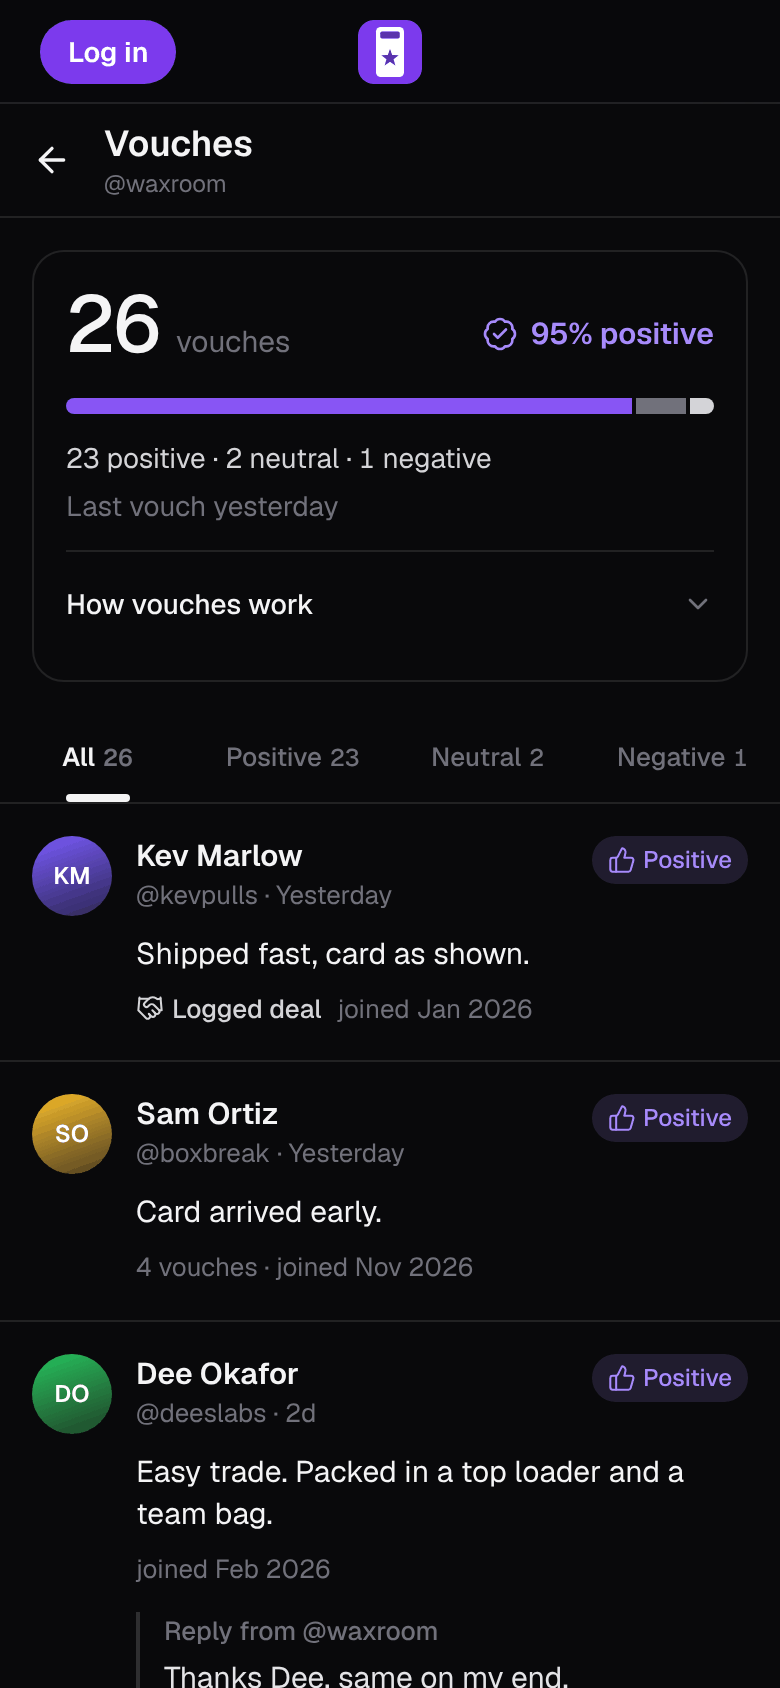 Log in
Vouches
@waxroom
26 vouches
95% positive
23 positive · 2 neutral · 1 negative
Last vouch yesterday
How vouches work
All 26
Positive 23
Neutral 2
Negative 1
KM
Kev Marlow
Positive
@kevpulls · Yesterday
Shipped fast, card as shown.
Logged deal joined Jan 2026
SO
Sam Ortiz
Positive
@boxbreak · Yesterday
Card arrived early.
4 vouches · joined Nov 2026
DO
Dee Okafor
Positive
@deeslabs · 2d
Easy trade. Packed in a top loader and a
team bag.
joined Feb 2026
Reply from @waxroom
Thanks Dee, same on my end.